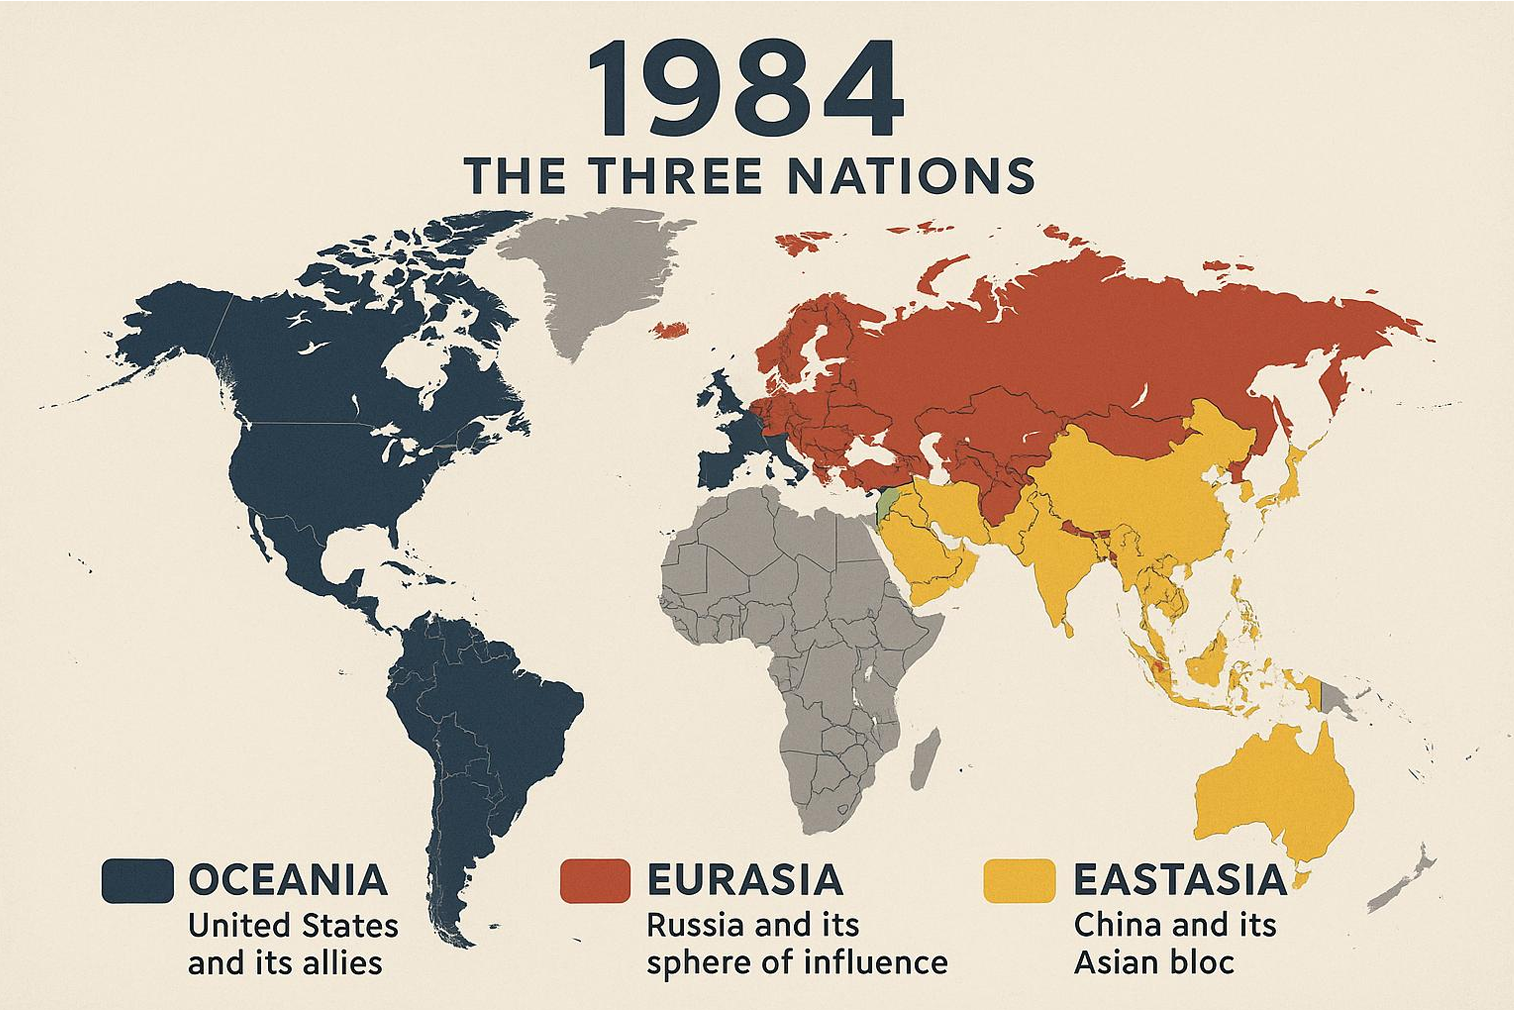 1984
THE THREE NATIONS
OCEANIA
United States
and its allies
EURASIA
Russia and its
sphere of influence
EASTASIA
China and its
Asian bloc